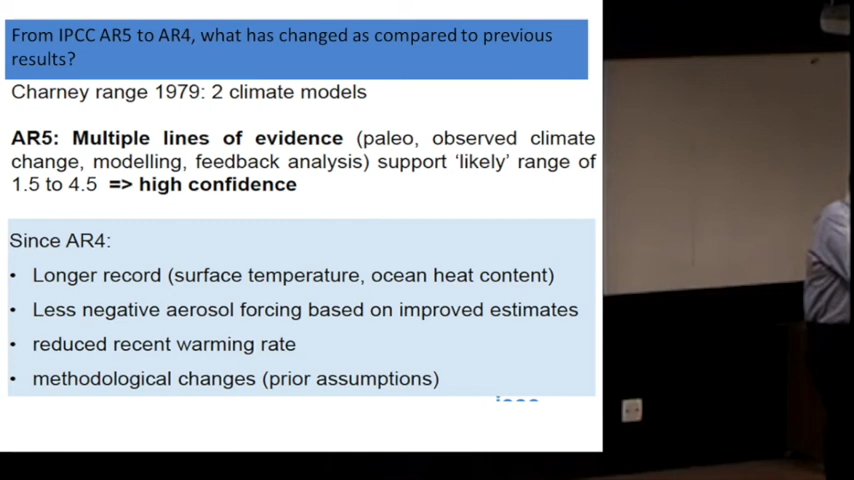 From IPCC AR5 to AR4, what has changed as compared to previous
results?
Charney range 1979: 2 climate models
AR5: Multiple lines of evidence (paleo, observed climate
change, modelling, feedback analysis) support ‘likely’ range of
1.5 to 4.5 => high confidence
Since AR4:
• Longer record (surface temperature, ocean heat content)
• Less negative aerosol forcing based on improved estimates
• reduced recent warming rate
• methodological changes (prior assumptions)